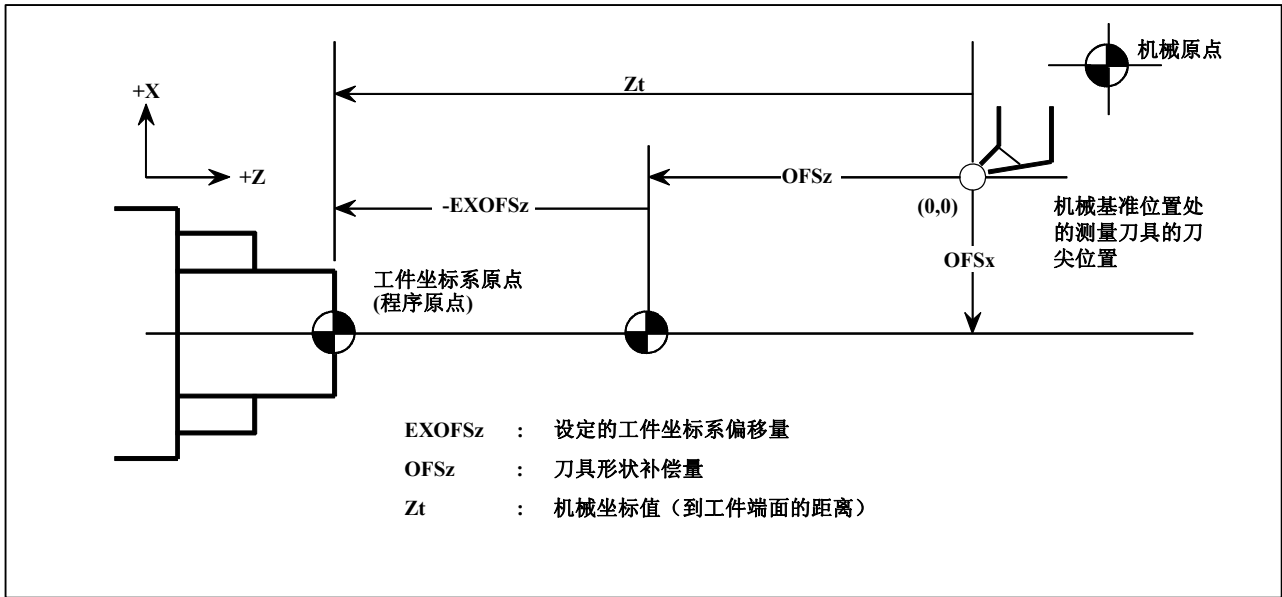 机械原点
Zt
+X
+Z
OFSz
-EXOFSz
(0,0)
机械基准位置处
的测量刀具的刀
尖位置
OFSx
工件坐标系原点
(程序原点)
EXOFSz : 设定的工件坐标系偏移量
OFSz : 刀具形状补偿量
Zt : 机械坐标值（到工件端面的距离）